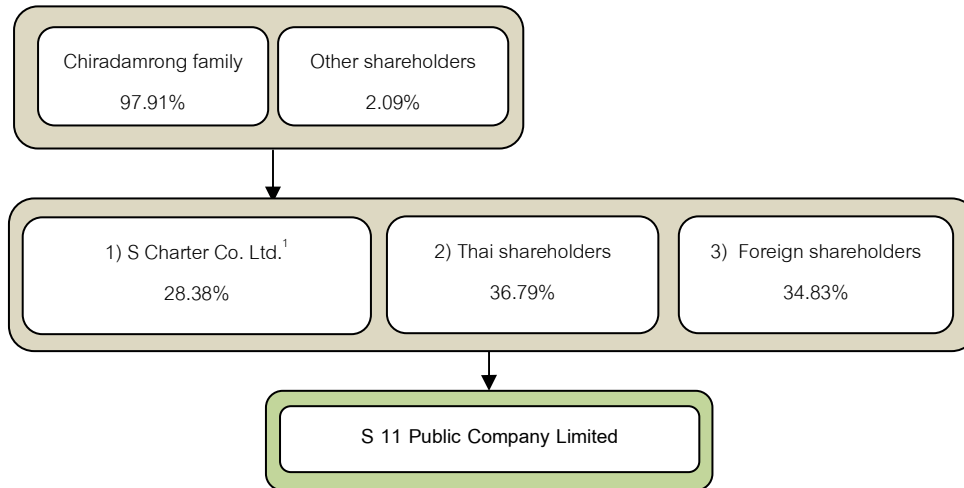 Chiradamrong family
97.91%
Other shareholders
2.09%
1) S Charter Co. Ltd.¹
28.38%
2) Thai shareholders
36.79%
3) Foreign shareholders
34.83%
S 11 Public Company Limited